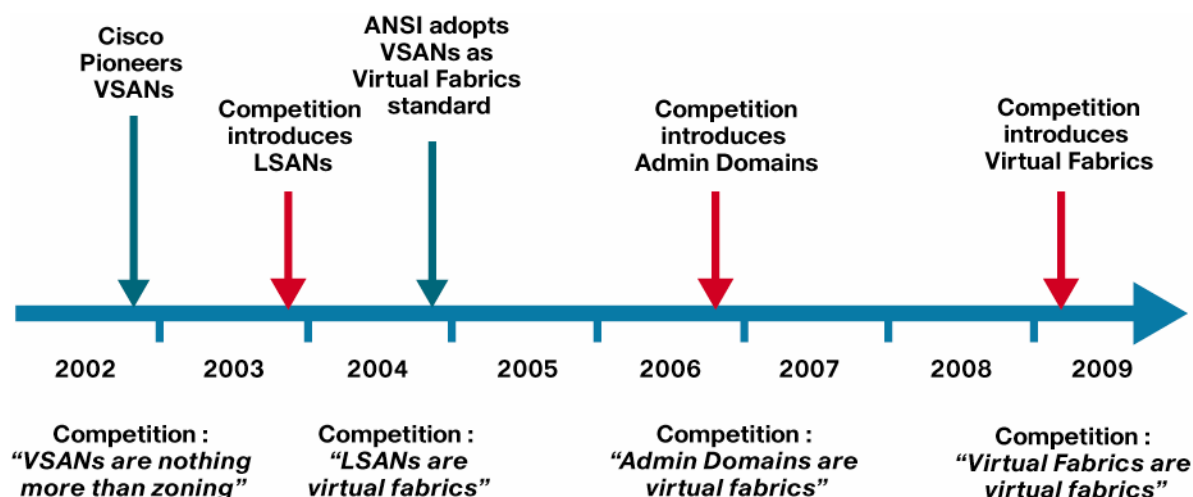 Cisco
Pioneers
VSANs
Competition
introduces
LSANs
ANSI adopts
VSANs as
Virtual Fabrics
standard
Competition
introduces
Admin Domains
Competition
introduces
Virtual Fabrics
2002
2003
2004
2005
2006
2007
2008
2009
Competition :
“VSANs are nothing
more than zoning”
Competition :
“LSANs are
virtual fabrics”
Competition :
“Admin Domains are
virtual fabrics”
Competition :
“Virtual Fabrics are
virtual fabrics”